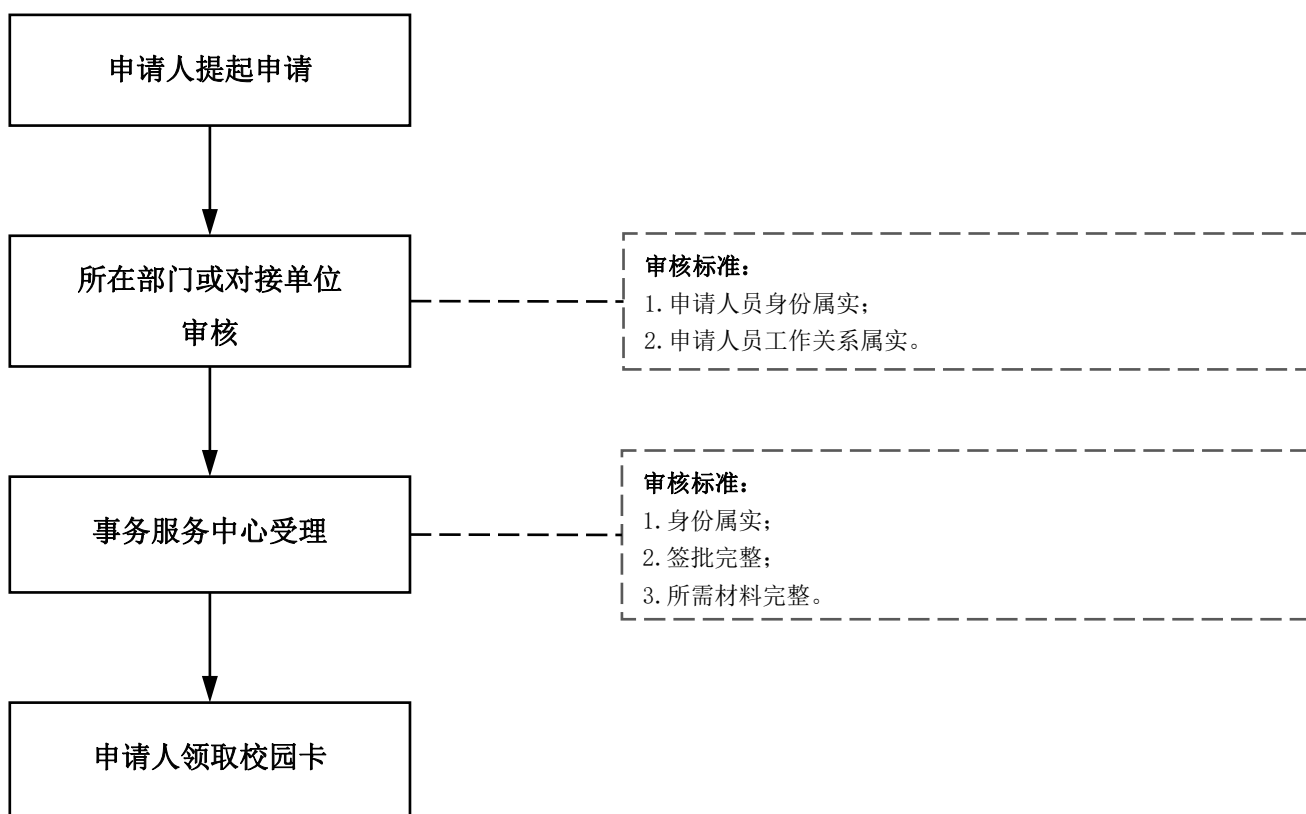 申请人提起申请
所在部门或对接单位
审核
审核标准：
1.申请人员身份属实；
2.申请人员工作关系属实。
事务服务中心受理
审核标准：
1.身份属实；
2.签批完整；
3.所需材料完整。
申请人领取校园卡